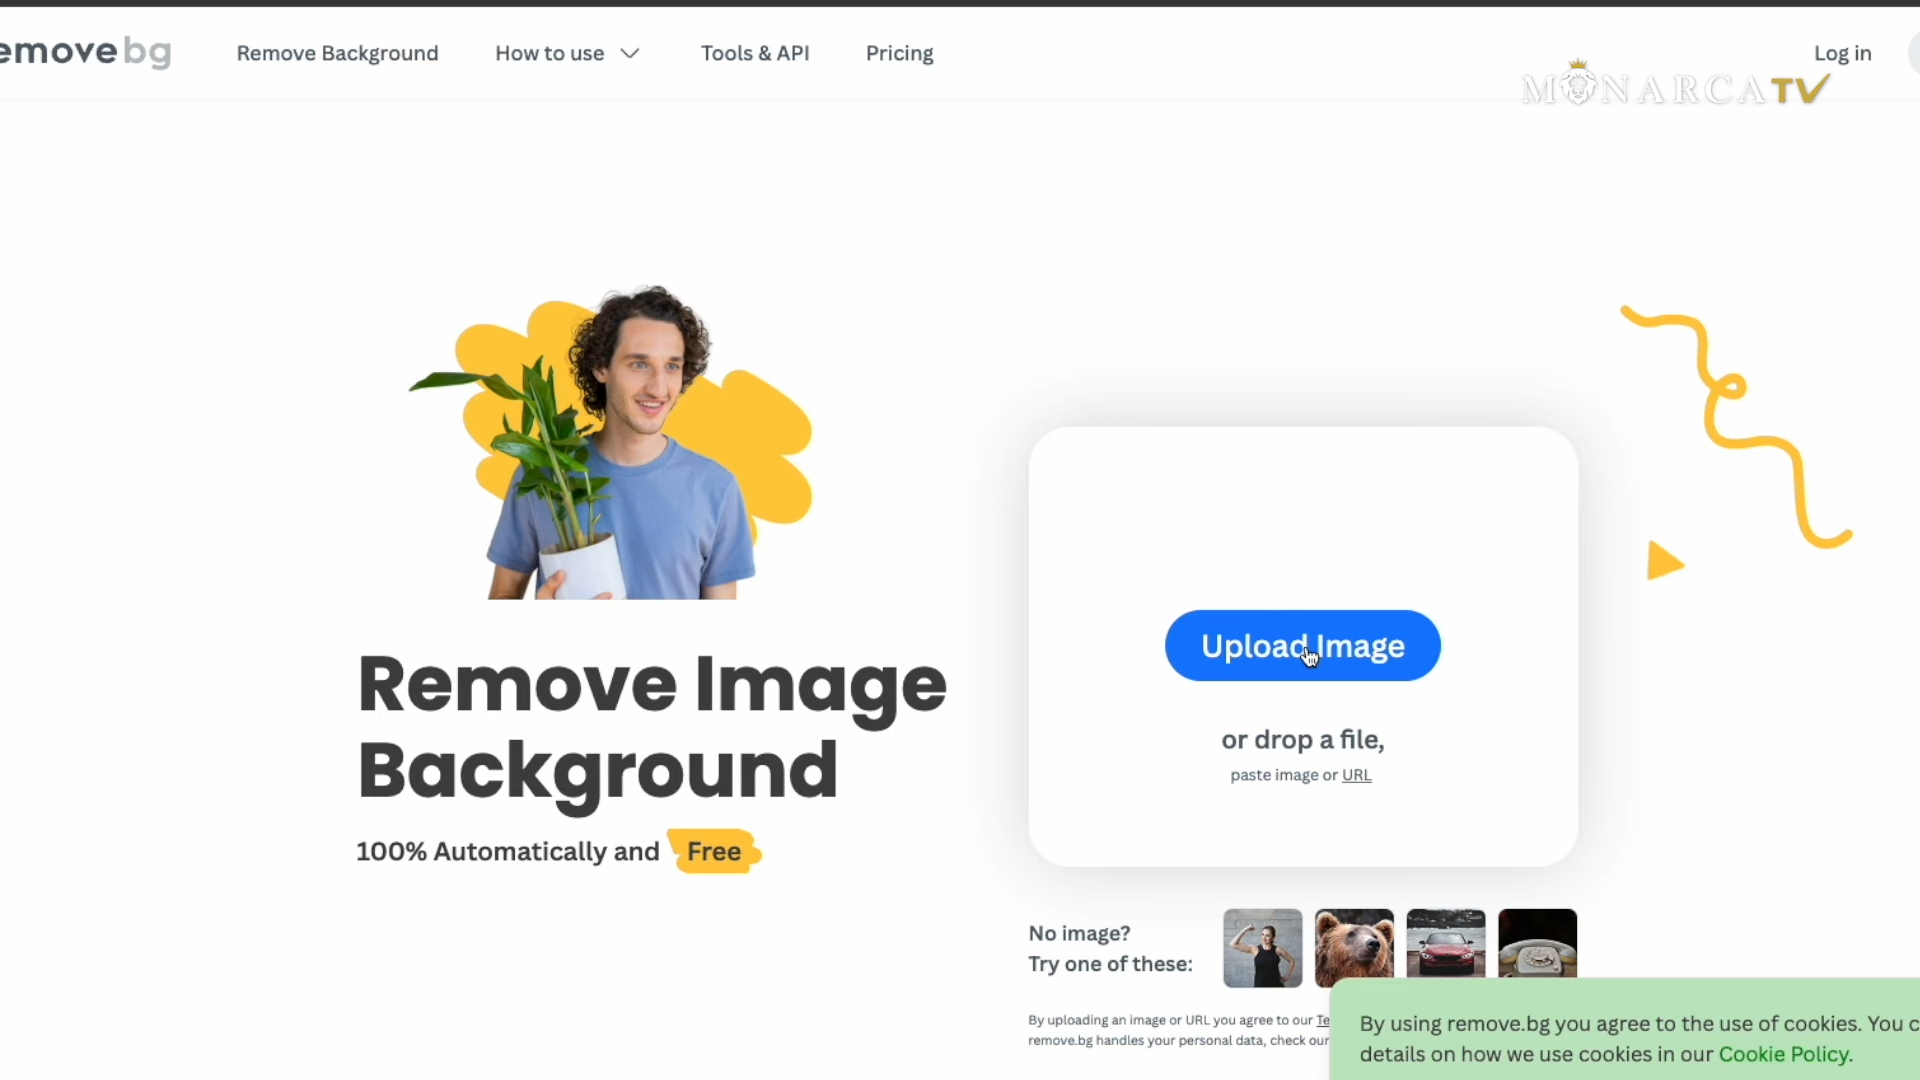 emovebg
Remove Background
How to use
Tools & API
Pricing
Log in
MONARCATV
Remove Image
Background
100% Automatically and Free
Upload Image
or drop a file,
paste image or URL
No image?
Try one of these:
By uploading an image or URL you agree to our Te
remove.bg handles your personal data, check our
By using remove.bg you agree to the use of cookies. You c
details on how we use cookies in our Cookie Policy.